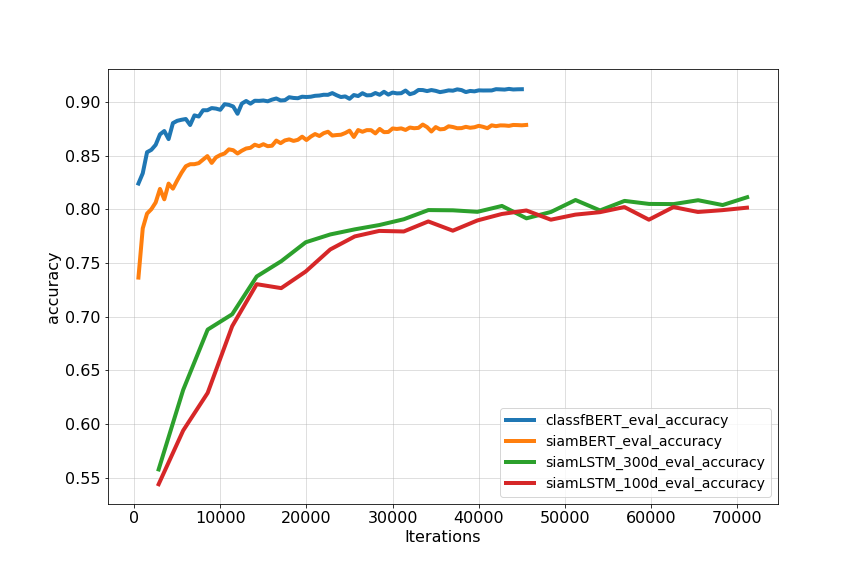 0.90
0.85
0.80
0.75
0.70
0.65
0.60
0.55
accuracy
classfBERT_eval_accuracy
siamBERT_eval_accuracy
siamLSTM_300d_eval_accuracy
siamLSTM_100d_eval_accuracy
0 10000 20000 30000 40000 50000 60000 70000
Iterations